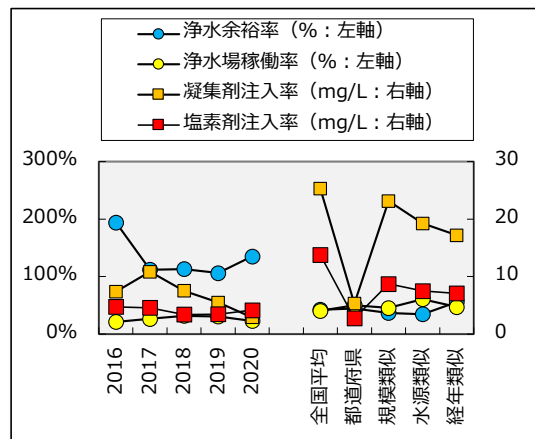 浄水余裕率（%：左軸）
浄水場稼働率（%：左軸）
凝集剤注入率（mg/L：右軸）
塩素剤注入率（mg/L：右軸）
300%
200%
100%
0%
30
20
10
0
2016
2017
2018
2019
2020
全国平均
都道府県
規模類似
水源類似
経年類似